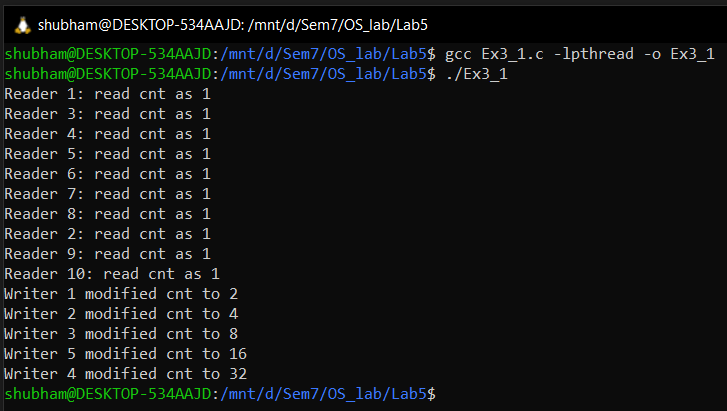 shubham@DESKTOP-534AAJD: /mnt/d/Sem7/OS_lab/Lab5
shubham@DESKTOP-534AAJD:/mnt/d/Sem7/OS_lab/Lab5$ gcc Ex3_1.c -lpthread -o Ex3_1
shubham@DESKTOP-534AAJD:/mnt/d/Sem7/OS_lab/Lab5$ ./Ex3_1
Reader 1: read cnt as 1
Reader 3: read cnt as 1
Reader 4: read cnt as 1
Reader 5: read cnt as 1
Reader 6: read cnt as 1
Reader 7: read cnt as 1
Reader 8: read cnt as 1
Reader 2: read cnt as 1
Reader 9: read cnt as 1
Reader 10: read cnt as 1
Writer 1 modified cnt to 2
Writer 2 modified cnt to 4
Writer 3 modified cnt to 8
Writer 5 modified cnt to 16
Writer 4 modified cnt to 32
shubham@DESKTOP-534AAJD:/mnt/d/Sem7/OS_lab/Lab5$